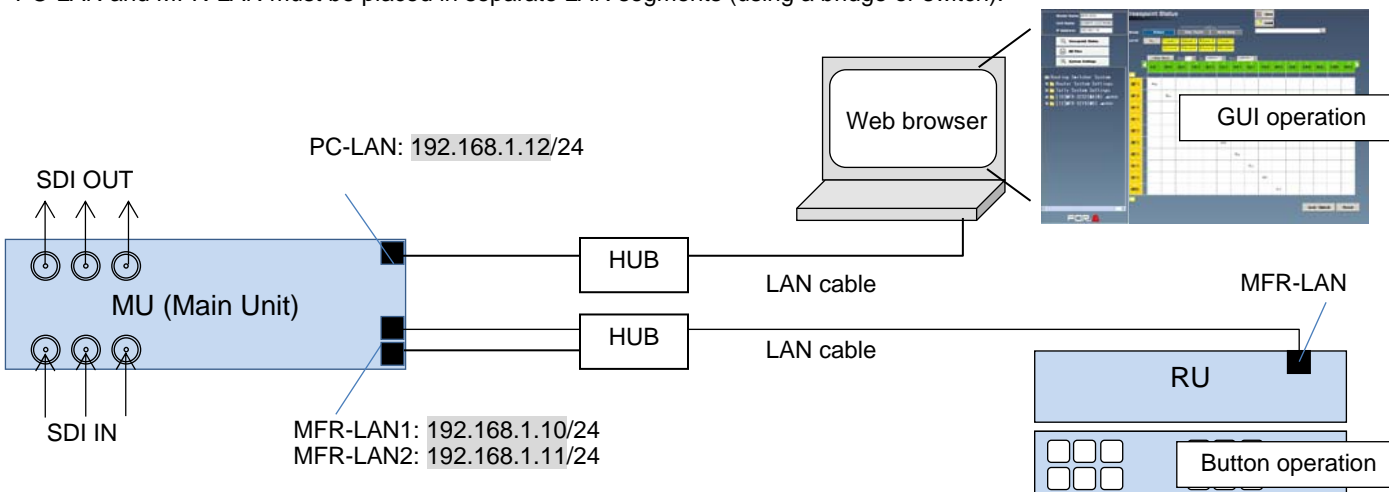 PC-LAN and MFR-LAN must be placed in separate LAN segments (using a bridge or switch).
Crosspoint Status
Web browser
GUI operation
PC-LAN: 192.168.1.12/24
SDI OUT
HUB
LAN cable
MFR-LAN
MU (Main Unit)
HUB
LAN cable
RU
SDI IN
MFR-LAN1: 192.168.1.10/24
MFR-LAN2: 192.168.1.11/24
Button operation